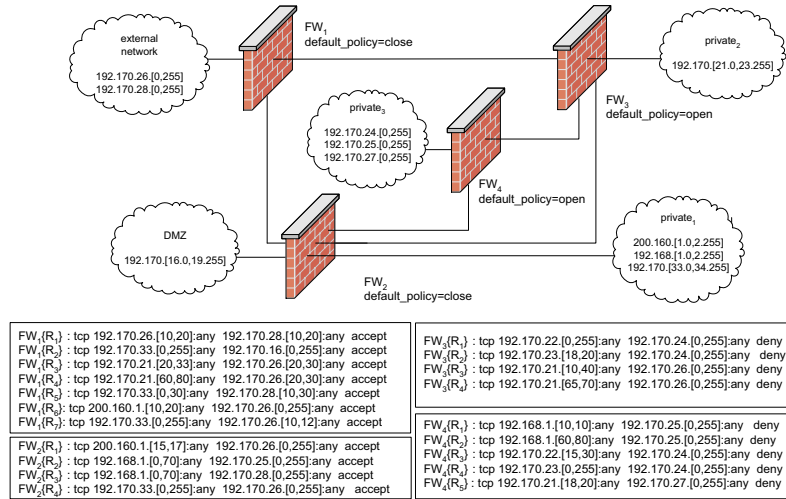 external
network
192.170.26.[0,255]
192.170.28.[0,255]
FW1
default_policy=close
private2
192.170.[21.0,23.255]
FW3
default_policy=open
private3
192.170.24.[0,255]
192.170.25.[0,255]
192.170.27.[0,255]
FW4
default_policy=open
DMZ
192.170.[16.0,19.255]
FW2
default_policy=close
private1
200.160.[1.0,2.255]
192.168.[1.0,2.255]
192.170.[33.0,34.255]
FW1{R1} : tcp 192.170.26.[10,20]:any 192.170.28.[10,20]:any accept
FW1{R2} : tcp 192.170.33.[0,255]:any 192.170.16.[0,255]:any accept
FW1{R3} : tcp 192.170.21.[20,33]:any 192.170.26.[20,30]:any accept
FW1{R4} : tcp 192.170.21.[60,80]:any 192.170.26.[20,30]:any accept
FW1{R5} : tcp 192.170.33.[0,30]:any 192.170.28.[10,30]:any accept
FW1{R6}: tcp 200.160.1.[10,20]:any 192.170.26.[0,255]:any accept
FW1{R7}: tcp 192.170.33.[0,255]:any 192.170.26.[10,12]:any accept
FW2{R1} : tcp 200.160.1.[15,17]:any 192.170.26.[0,255]:any accept
FW2{R2} : tcp 192.168.1.[0,70]:any 192.170.25.[0,255]:any accept
FW2{R3} : tcp 192.168.1.[0,70]:any 192.170.28.[0,255]:any accept
FW2{R4} : tcp 192.170.33.[0,255]:any 192.170.26.[0,255]:any accept
FW3{R1} : tcp 192.170.22.[0,255]:any 192.170.24.[0,255]:any deny
FW3{R2} : tcp 192.170.23.[18,20]:any 192.170.24.[0,255]:any deny
FW3{R3} : tcp 192.170.21.[10,40]:any 192.170.26.[0,255]:any deny
FW3{R4} : tcp 192.170.21.[65,70]:any 192.170.26.[0,255]:any deny
FW4{R1} : tcp 192.168.1.[10,10]:any 192.170.25.[0,255]:any deny
FW4{R2} : tcp 192.168.1.[60,80]:any 192.170.25.[0,255]:any deny
FW4{R3} : tcp 192.170.22.[15,30]:any 192.170.24.[0,255]:any deny
FW4{R4} : tcp 192.170.23.[0,255]:any 192.170.24.[0,255]:any deny
FW4{R5} : tcp 192.170.21.[18,20]:any 192.170.27.[0,255]:any deny